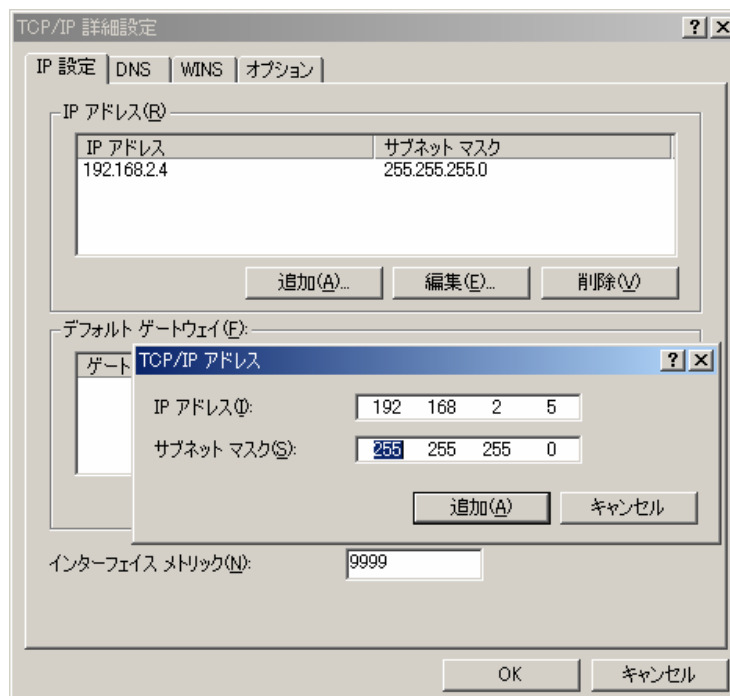 TCP/IP 詳細設定
IP 設定 DNS WINS オプション
IP アドレス(R)
IP アドレス サブネット マスク
192.168.2.4 255.255.255.0
追加(A)... 編集(E)... 削除(V)
デフォルト ゲートウェイ(F):
ゲート
TCP/IP アドレス
IP アドレス(I): 192 168 2 5
サブネット マスク(S): 255 255 255 0
追加(A) キャンセル
インターフェイス メトリック(N): 9999
OK キャンセル